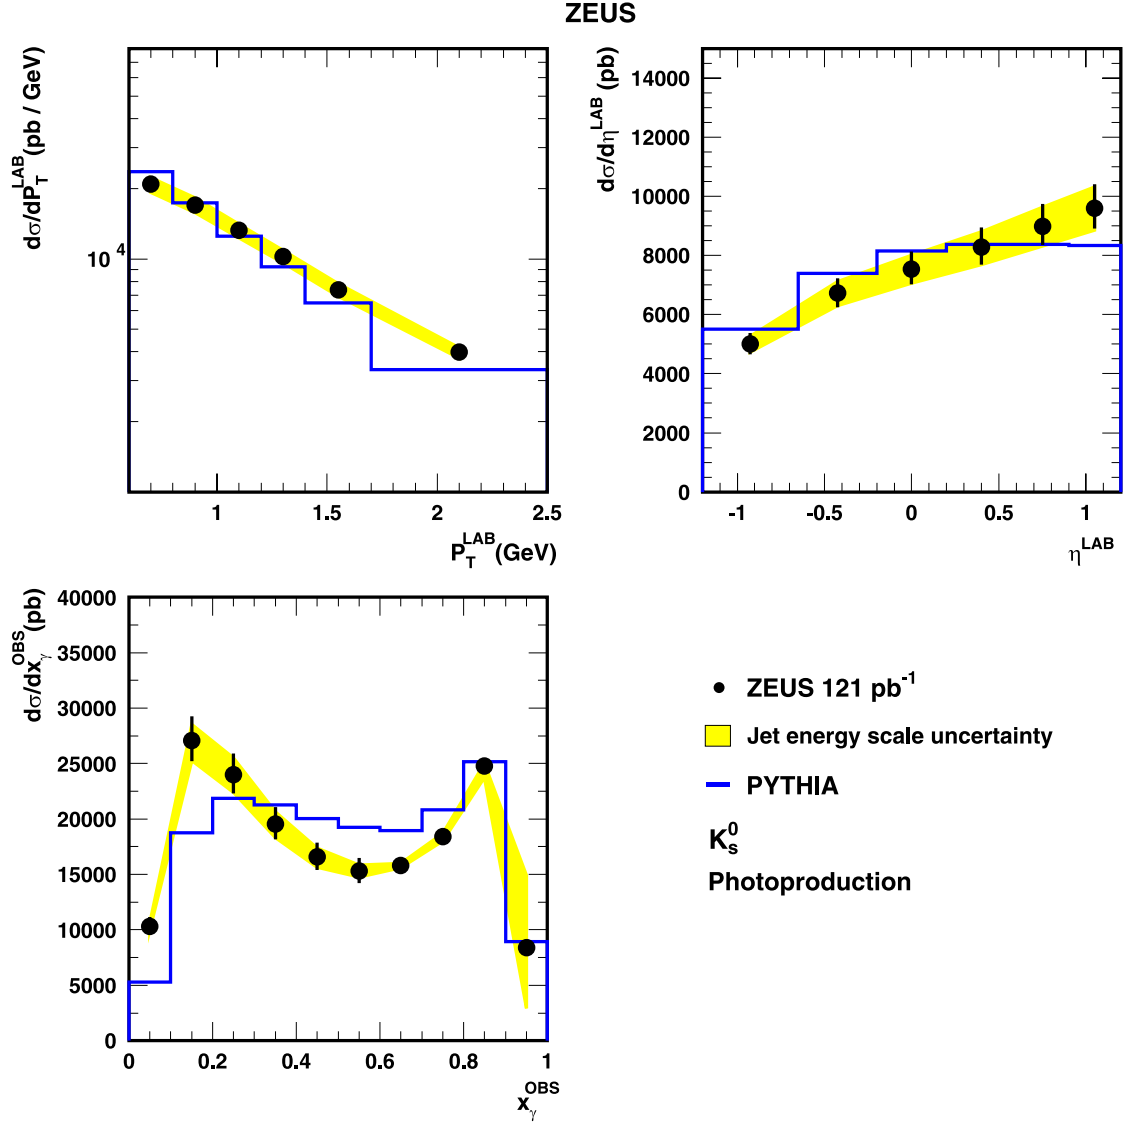 ZEUS
dσ/dP_T^LAB (pb / GeV)
10^4
1 1.5 2 2.5
P_T^LAB (GeV)
dσ/dη^LAB (pb)
14000
12000
10000
8000
6000
4000
2000
0
-1 -0.5 0 0.5 1
η^LAB
dσ/dx_γ^OBS (pb)
40000
35000
30000
25000
20000
15000
10000
5000
0
0 0.2 0.4 0.6 0.8 1
x_γ^OBS
ZEUS 121 pb^-1
Jet energy scale uncertainty
PYTHIA
K_s^0
Photoproduction